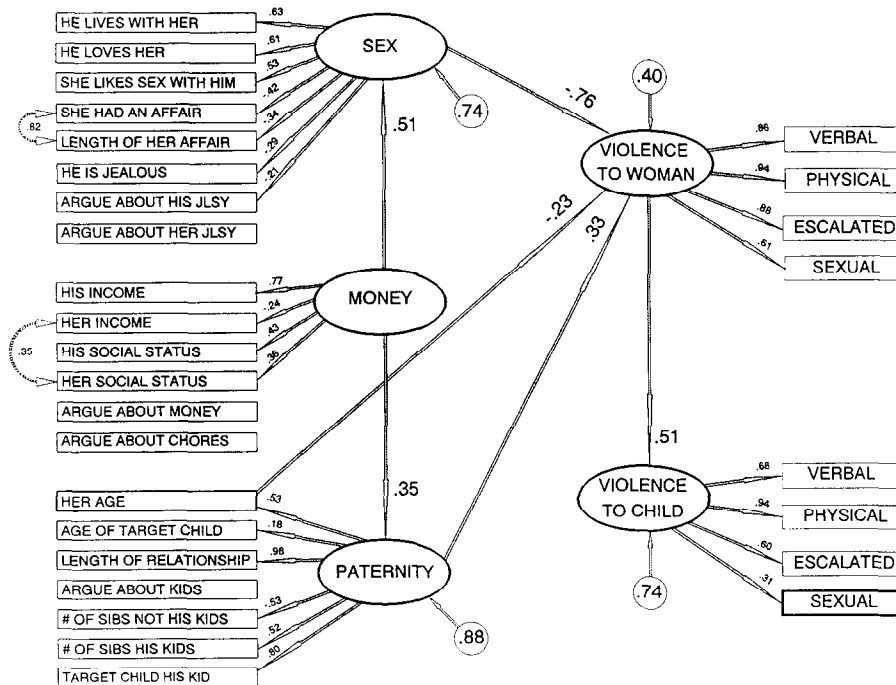 HE LIVES WITH HER
HE LOVES HER
SHE LIKES SEX WITH HIM
SHE HAD AN AFFAIR
LENGTH OF HER AFFAIR
HE IS JEALOUS
ARGUE ABOUT HIS JLSY
ARGUE ABOUT HER JLSY
.63
.61
.53
-.42
-.34
-.29
-.21
.82
SEX
.74
.51
-.76
HIS INCOME
HER INCOME
HIS SOCIAL STATUS
HER SOCIAL STATUS
ARGUE ABOUT MONEY
ARGUE ABOUT CHORES
.77
-.24
.43
.36
.35
MONEY
.35
HER AGE
AGE OF TARGET CHILD
LENGTH OF RELATIONSHIP
ARGUE ABOUT KIDS
# OF SIBS NOT HIS KIDS
# OF SIBS HIS KIDS
TARGET CHILD HIS KID
.53
.18
.98
-.53
.52
.80
PATERNITY
.88
-.23
.33
.40
VIOLENCE
TO WOMAN
.86
.94
.88
.61
VERBAL
PHYSICAL
ESCALATED
SEXUAL
.51
VIOLENCE
TO CHILD
.74
.68
.94
.60
.31
VERBAL
PHYSICAL
ESCALATED
SEXUAL